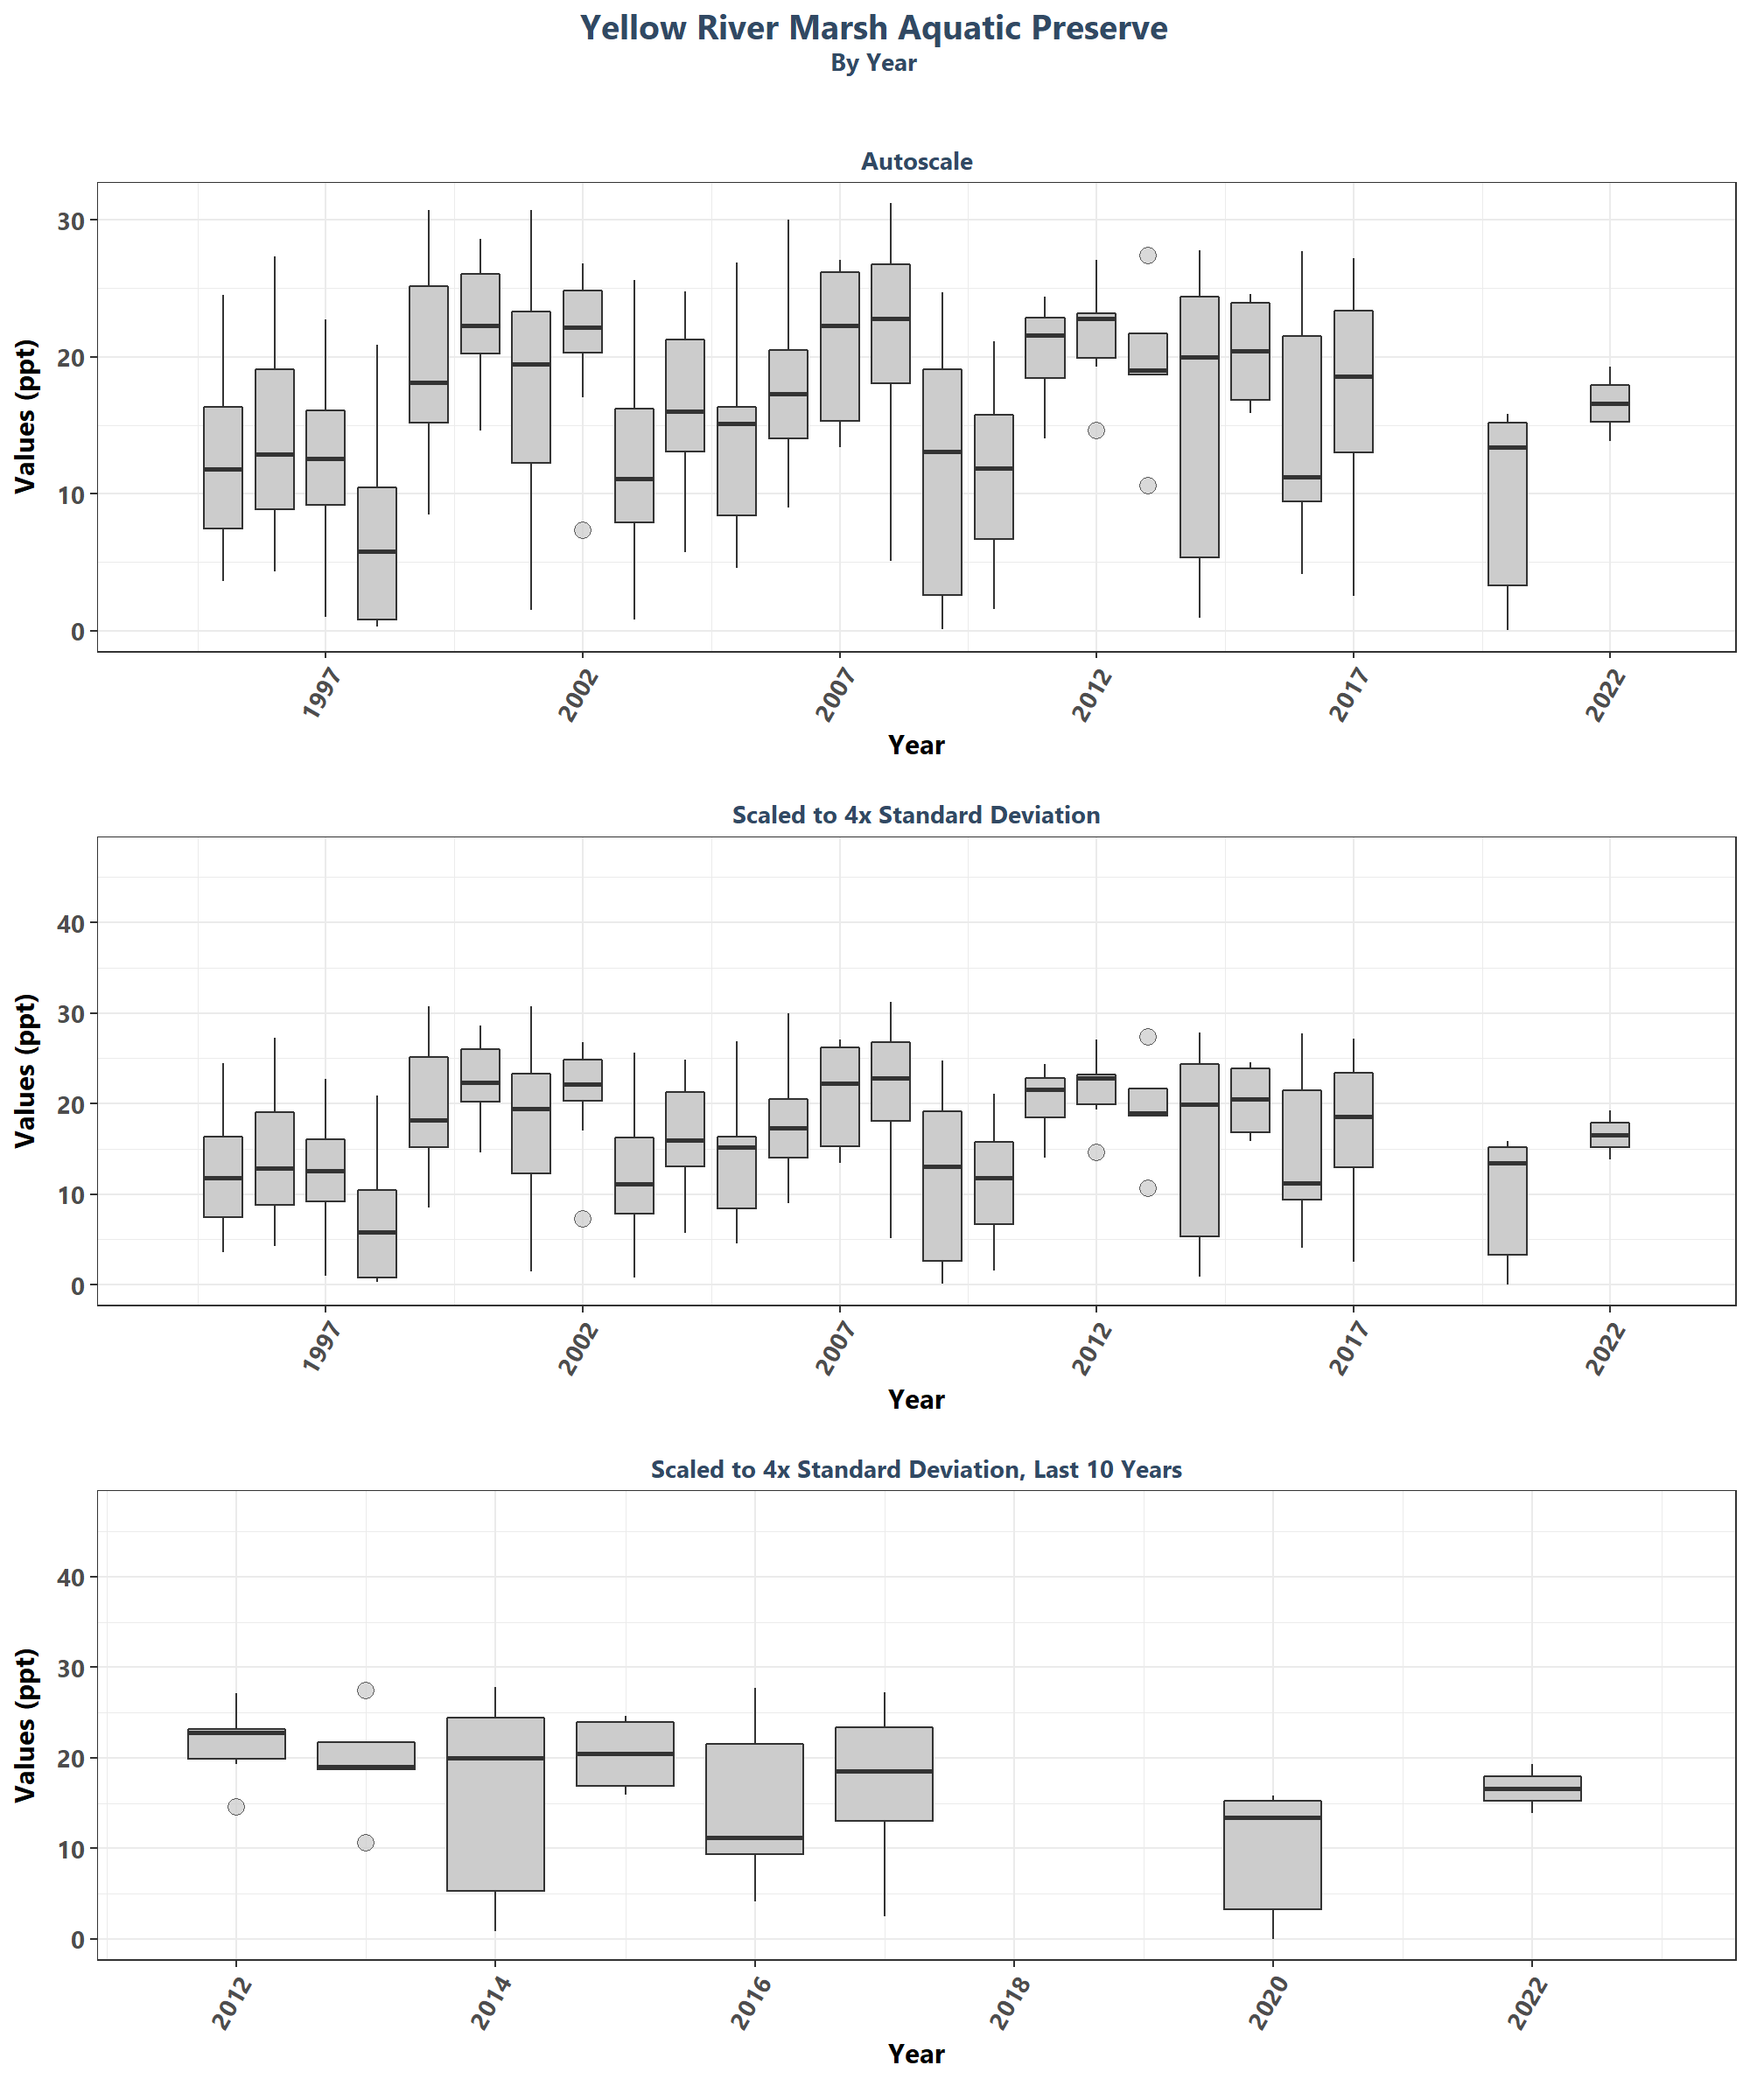 Yellow River Marsh Aquatic Preserve
By Year
Autoscale
Values (ppt)
30
20
10
0
1997
2002
2007
2012
2017
2022
Year
Scaled to 4x Standard Deviation
Values (ppt)
40
30
20
10
0
1997
2002
2007
2012
2017
2022
Year
Scaled to 4x Standard Deviation, Last 10 Years
Values (ppt)
40
30
20
10
0
2012
2014
2016
2018
2020
2022
Year